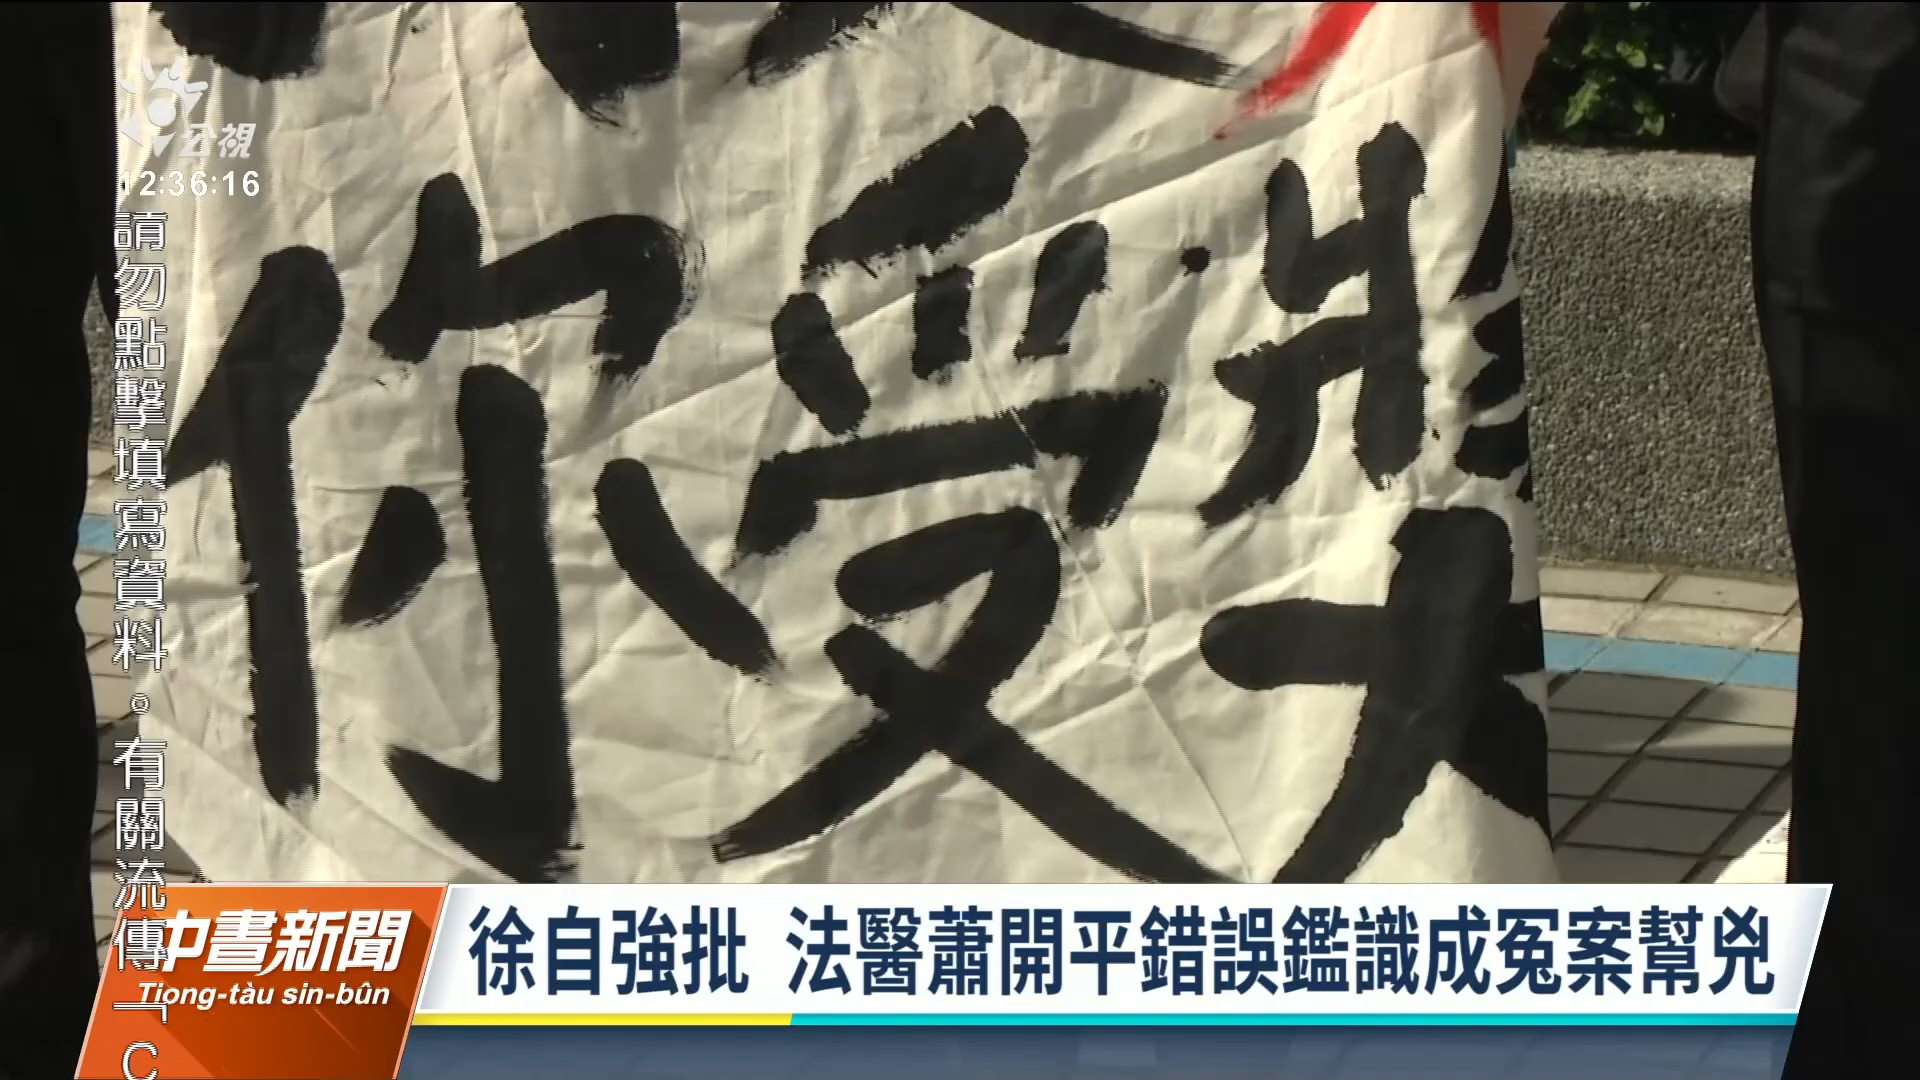 公視
12:36:16
請勿點擊填寫資料。有關流傳「C
你受
中晝新聞
Tiong-tàu sin-bûn
徐自強批 法醫蕭開平錯誤鑑識成冤案幫兇